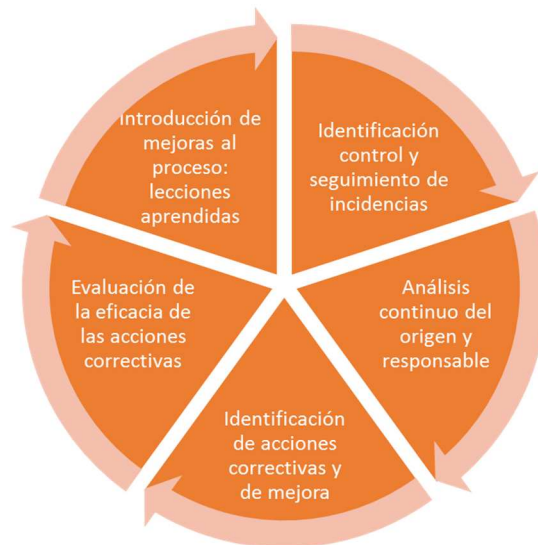 Identificación
control y
seguimiento de
incidencias
Análisis
continuo del
origen y
responsable
Identificación
de acciones
correctivas y
de mejora
Evaluación de
la eficacia de
las acciones
correctivas
Introducción de
mejoras al
proceso:
lecciones
aprendidas